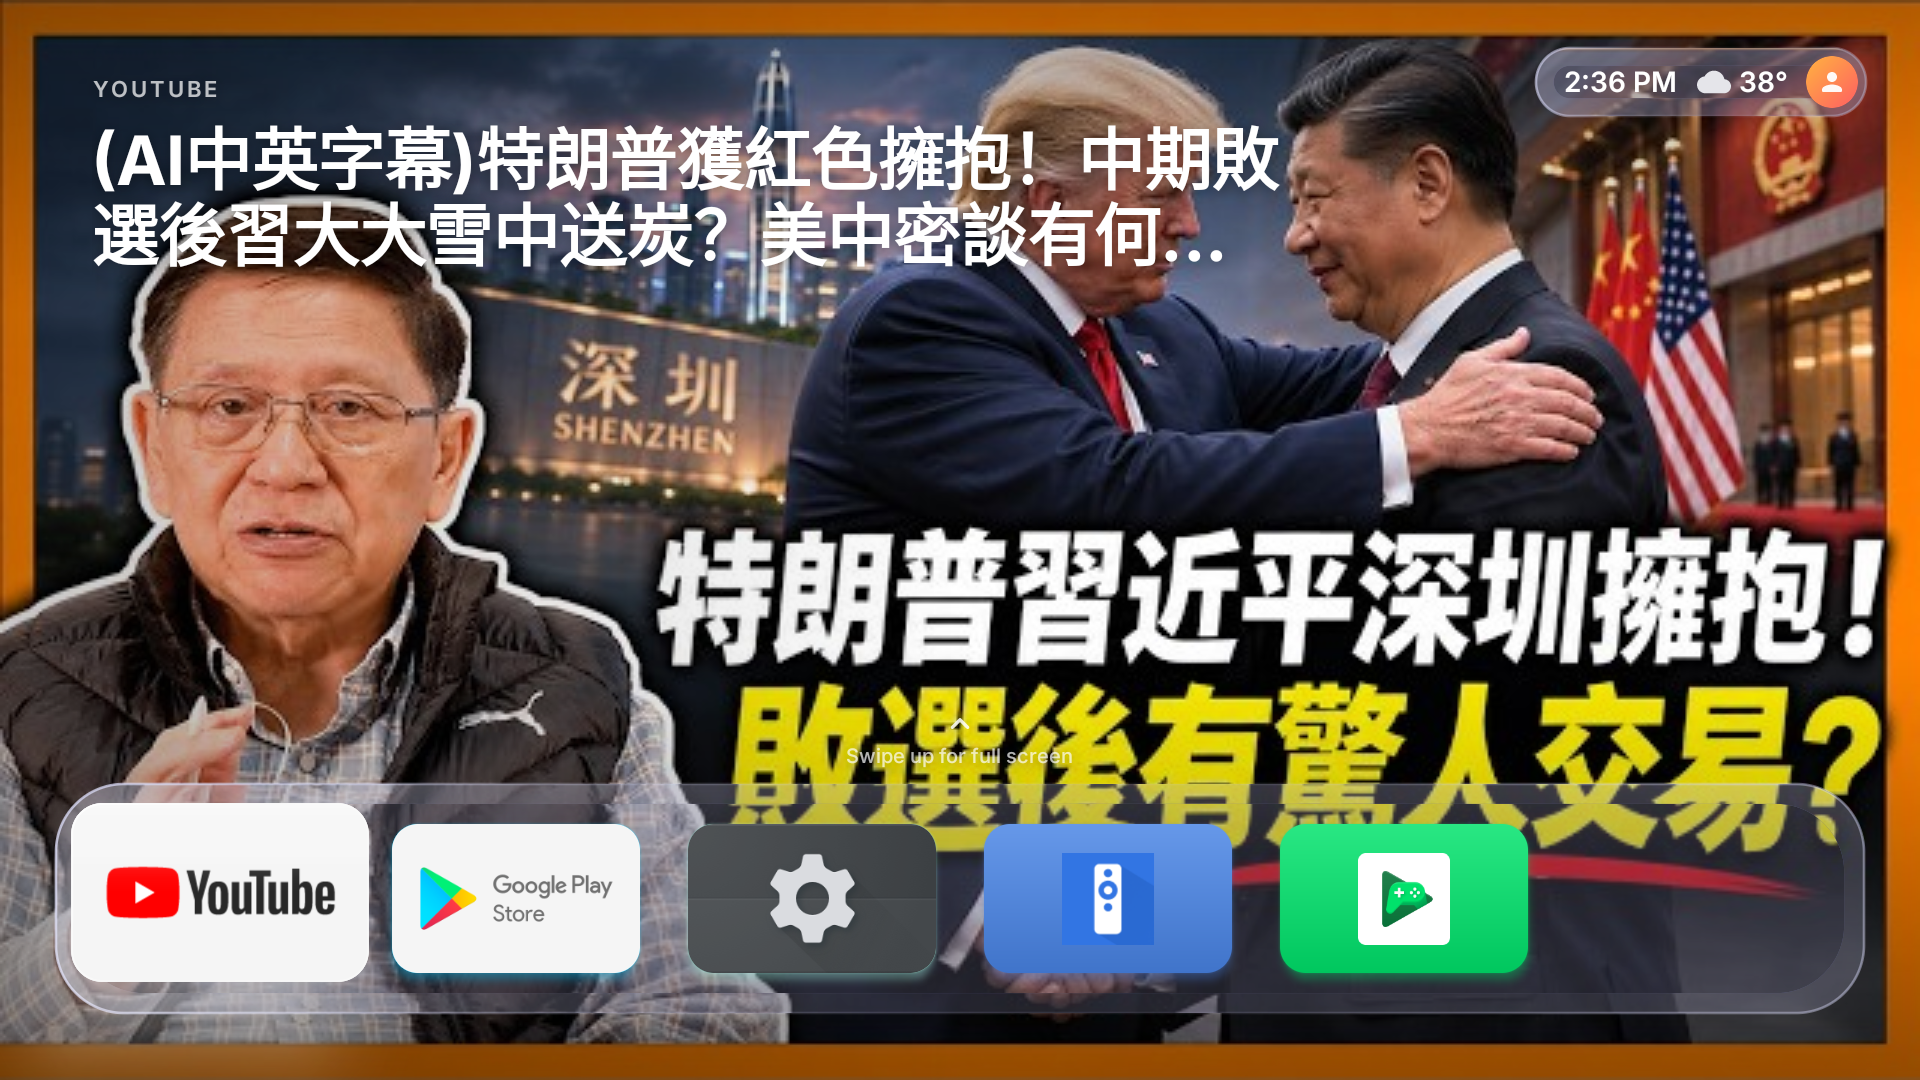 YOUTUBE
2:36 PM 38°
(AI中英字幕)特朗普獲紅色擁抱！中期敗
選後習大大雪中送炭？美中密談有何...
深圳
SHENZHEN
特朗普習近平深圳擁抱！
敗選後有驚人交易？
Swipe up for full screen
YouTube
Google Play
Store